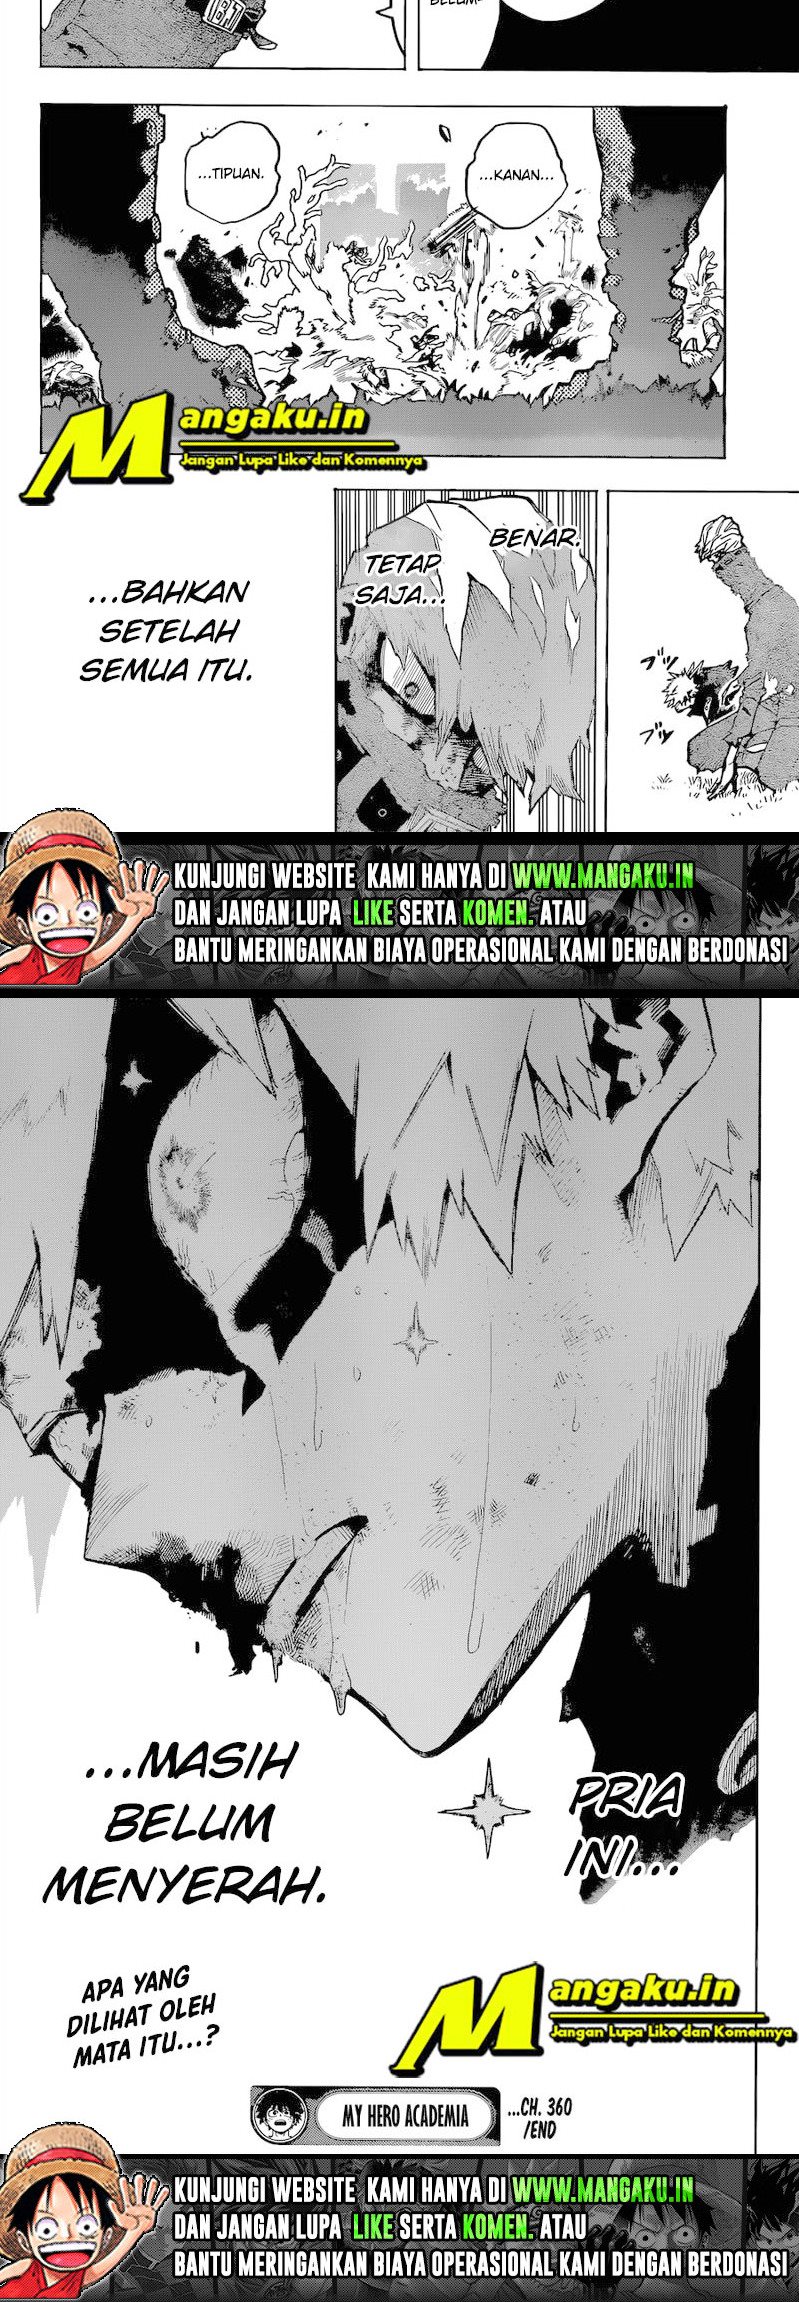 BELUM-
...KANAN...
...TIPUAN.
Mangaku.in
Jangan Lupa Like dan Komennya
BENAR.
TETAP
SAJA...
...BAHKAN
SETELAH
SEMUA ITU.
ブツ
ブツ
KUNJUNGI WEBSITE KAMI HANYA DI WWW.MANGAKU.IN
DAN JANGAN LUPA LIKE SERTA KOMEN. ATAU
BANTU MERINGANKAN BIAYA OPERASIONAL KAMI DENGAN BERDONASI
PRIA
INI...
...MASIH
BELUM
MENYERAH.
APA YANG
DILIHAT OLEH
MATA ITU...?
Mangaku.in
Jangan Lupa Like dan Komennya
MY HERO ACADEMIA
...CH. 360
/END
KUNJUNGI WEBSITE KAMI HANYA DI WWW.MANGAKU.IN
DAN JANGAN LUPA LIKE SERTA KOMEN. ATAU
BANTU MERINGANKAN BIAYA OPERASIONAL KAMI DENGAN BERDONASI